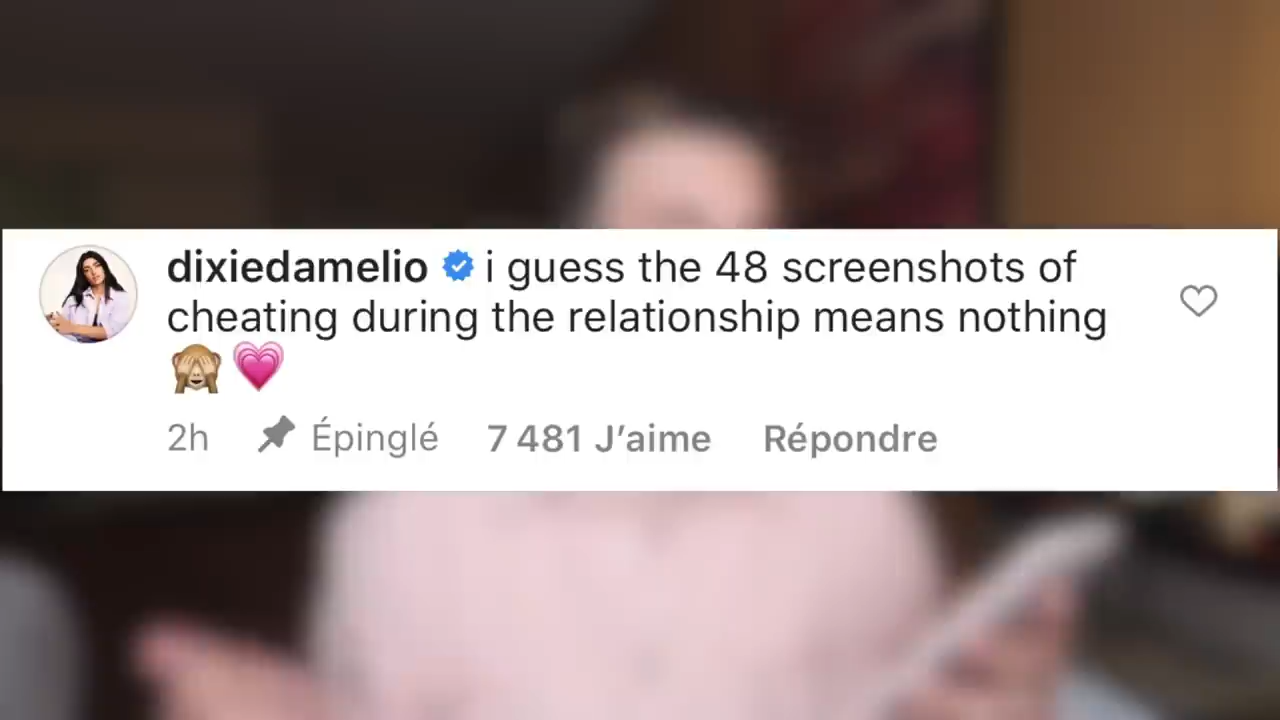 dixiedamelio i guess the 48 screenshots of
cheating during the relationship means nothing
🙈💗
2h Épinglé 7 481 J’aime Répondre